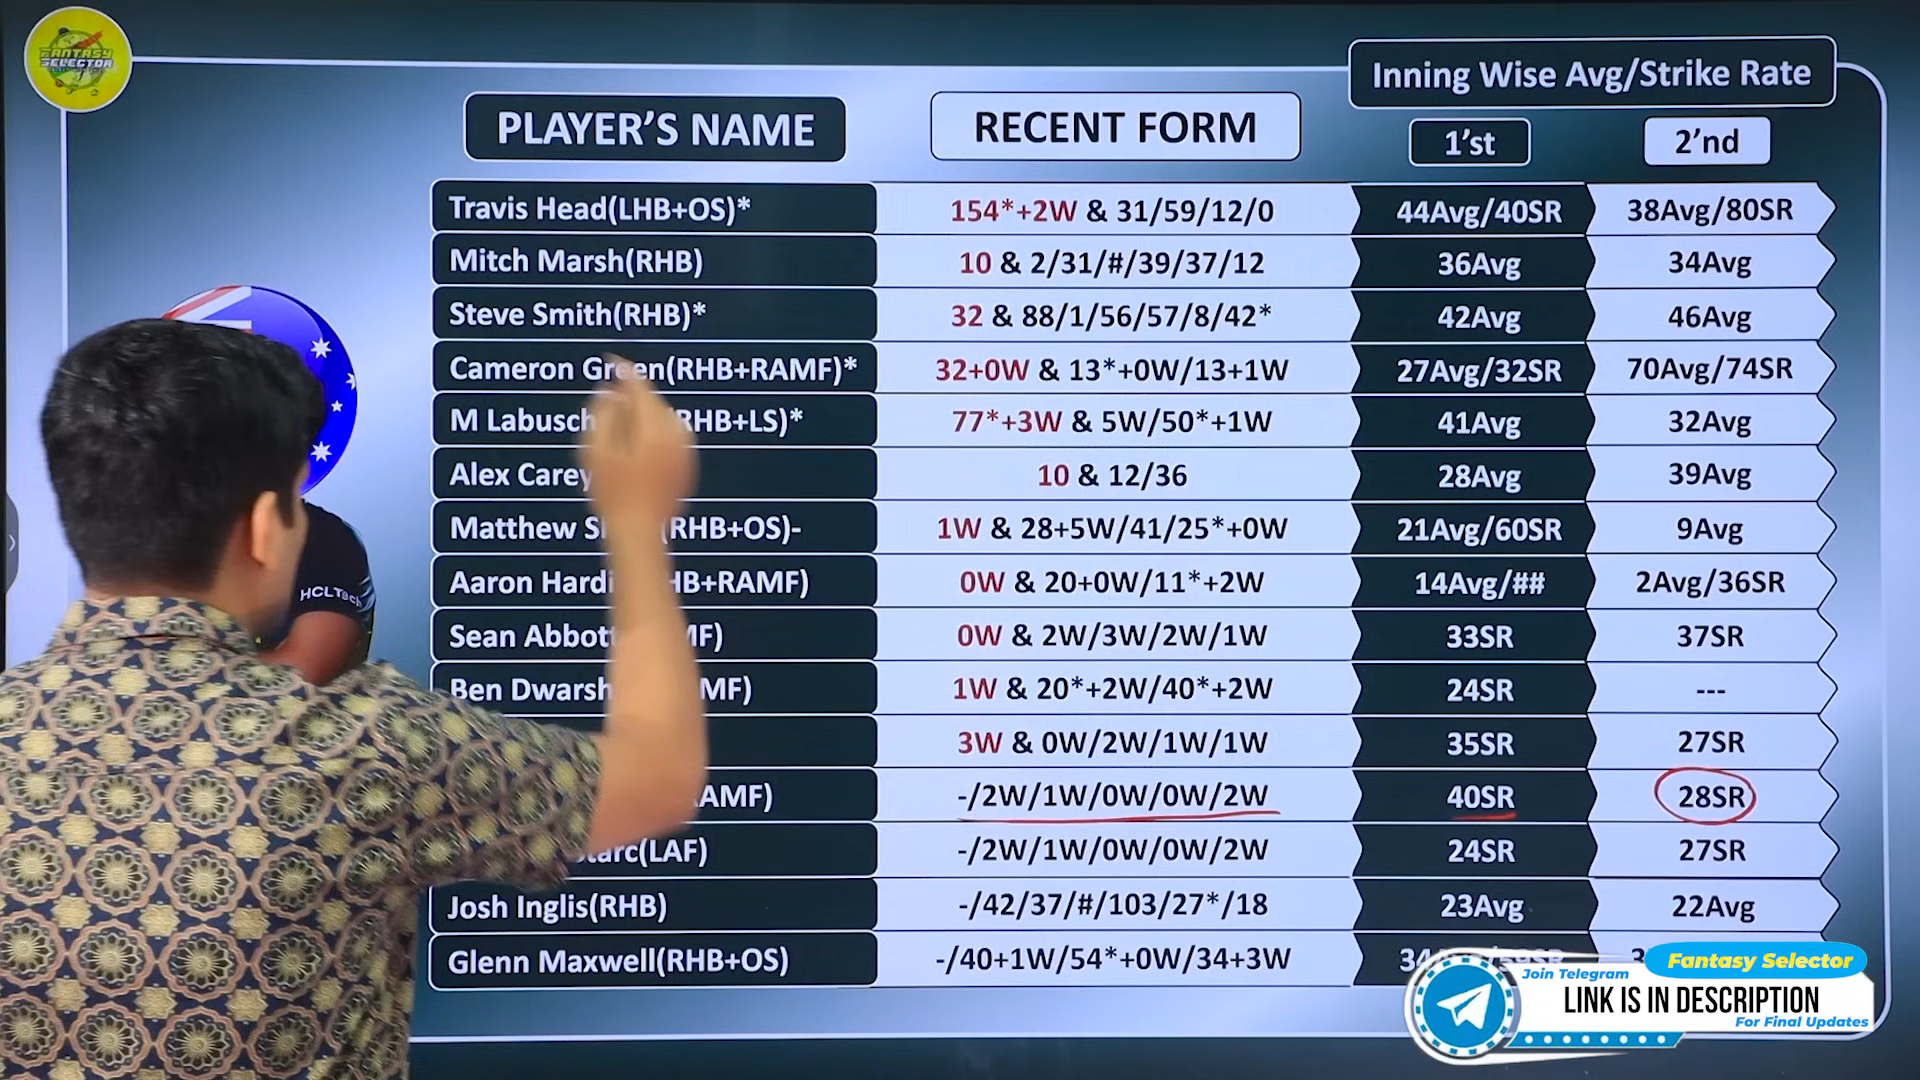 FANTASY
SELECTOR
Inning Wise Avg/Strike Rate
PLAYER'S NAME RECENT FORM 1'st 2'nd
Travis Head(LHB+OS)* 154*+2W & 31/59/12/0 44Avg/40SR 38Avg/80SR
Mitch Marsh(RHB) 10 & 2/31/#/39/37/12 36Avg 34Avg
Steve Smith(RHB)* 32 & 88/1/56/57/8/42* 42Avg 46Avg
Cameron Green(RHB+RAMF)* 32+0W & 13*+0W/13+1W 27Avg/32SR 70Avg/74SR
M Labusch RHB+LS)* 77*+3W & 5W/50*+1W 41Avg 32Avg
Alex Carey 10 & 12/36 28Avg 39Avg
Matthew (RHB+OS)- 1W & 28+5W/41/25*+0W 21Avg/60SR 9Avg
Aaron Hardi HB+RAMF) 0W & 20+0W/11*+2W 14Avg/## 2Avg/36SR
HCLTech
Sean Abbott MF) 0W & 2W/3W/2W/1W 33SR 37SR
Ben Dwarsh MF) 1W & 20*+2W/40*+2W 24SR ---
3W & 0W/2W/1W/1W 35SR 27SR
RAMF) -/2W/1W/0W/0W/2W 40SR 28SR
Starc(LAF) -/2W/1W/0W/0W/2W 24SR 27SR
Josh Inglis(RHB) -/42/37/#/103/27*/18 23Avg 22Avg
Glenn Maxwell(RHB+OS) -/40+1W/54*+0W/34+3W
Fantasy Selector
Join Telegram
LINK IS IN DESCRIPTION
For Final Updates